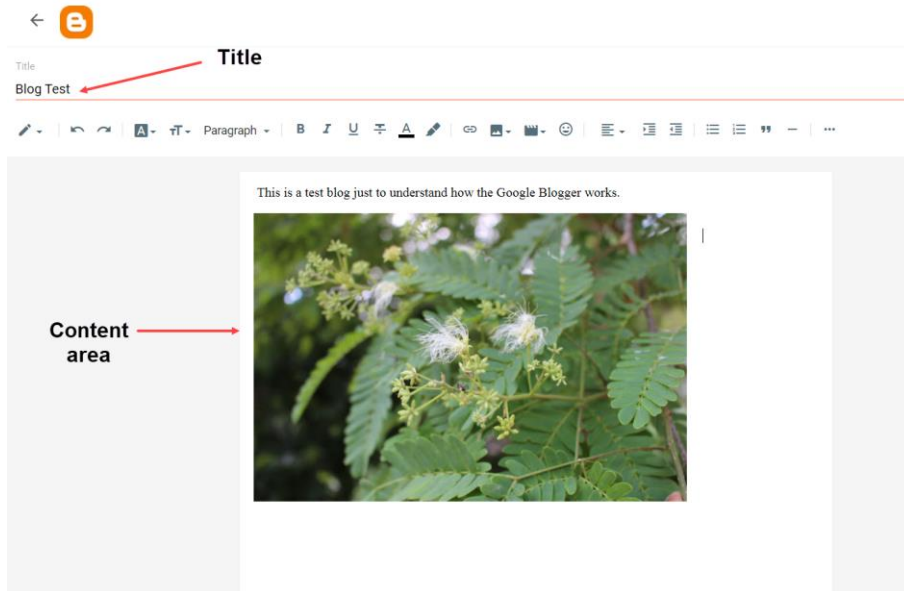 Title
Title
Blog Test
Paragraph
This is a test blog just to understand how the Google Blogger works.
Content
area